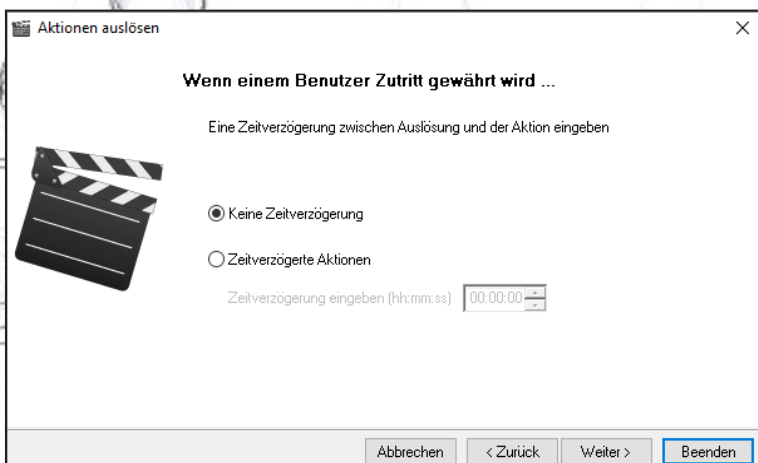 Aktionen auslösen
Wenn einem Benutzer Zutritt gewährt wird ...
Eine Zeitverzögerung zwischen Auslösung und der Aktion eingeben
Keine Zeitverzögerung
Zeitverzögerte Aktionen
Zeitverzögerung eingeben (hh:mm:ss) 00:00:00
Abbrechen < Zurück Weiter > Beenden